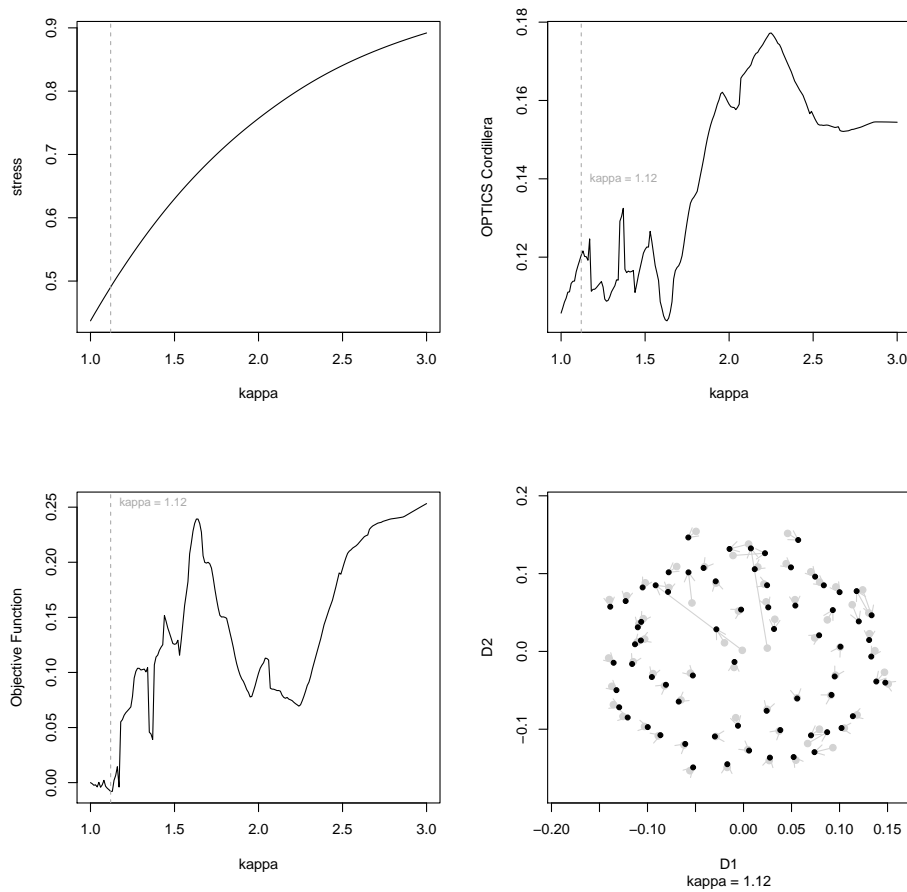 stress
0.5
0.6
0.7
0.8
0.9
1.0 1.5 2.0 2.5 3.0
kappa
OPTICS Cordillera
0.12
0.14
0.16
0.18
kappa = 1.12
1.0 1.5 2.0 2.5 3.0
kappa
Objective Function
0.00
0.05
0.10
0.15
0.20
0.25
kappa = 1.12
1.0 1.5 2.0 2.5 3.0
kappa
D2
−0.1
0.0
0.1
0.2
−0.20 −0.10 0.00 0.05 0.10 0.15
D1
kappa = 1.12